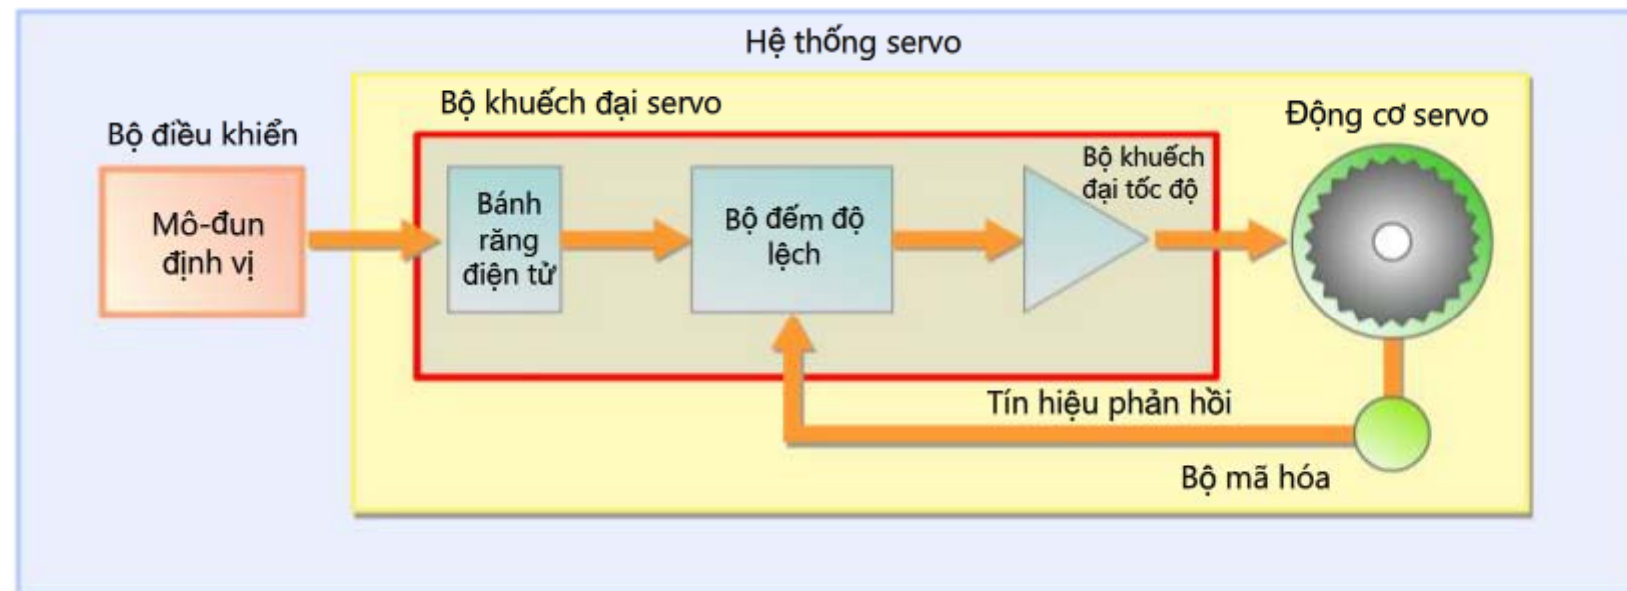 Hệ thống servo
Bộ khuếch đại servo
Động cơ servo
Bộ điều khiển
Mô-đun
định vị
Bánh
răng
điện tử
Bộ đếm độ
lệch
Bộ khuếch
đại tốc độ
Tín hiệu phản hồi
Bộ mã hóa